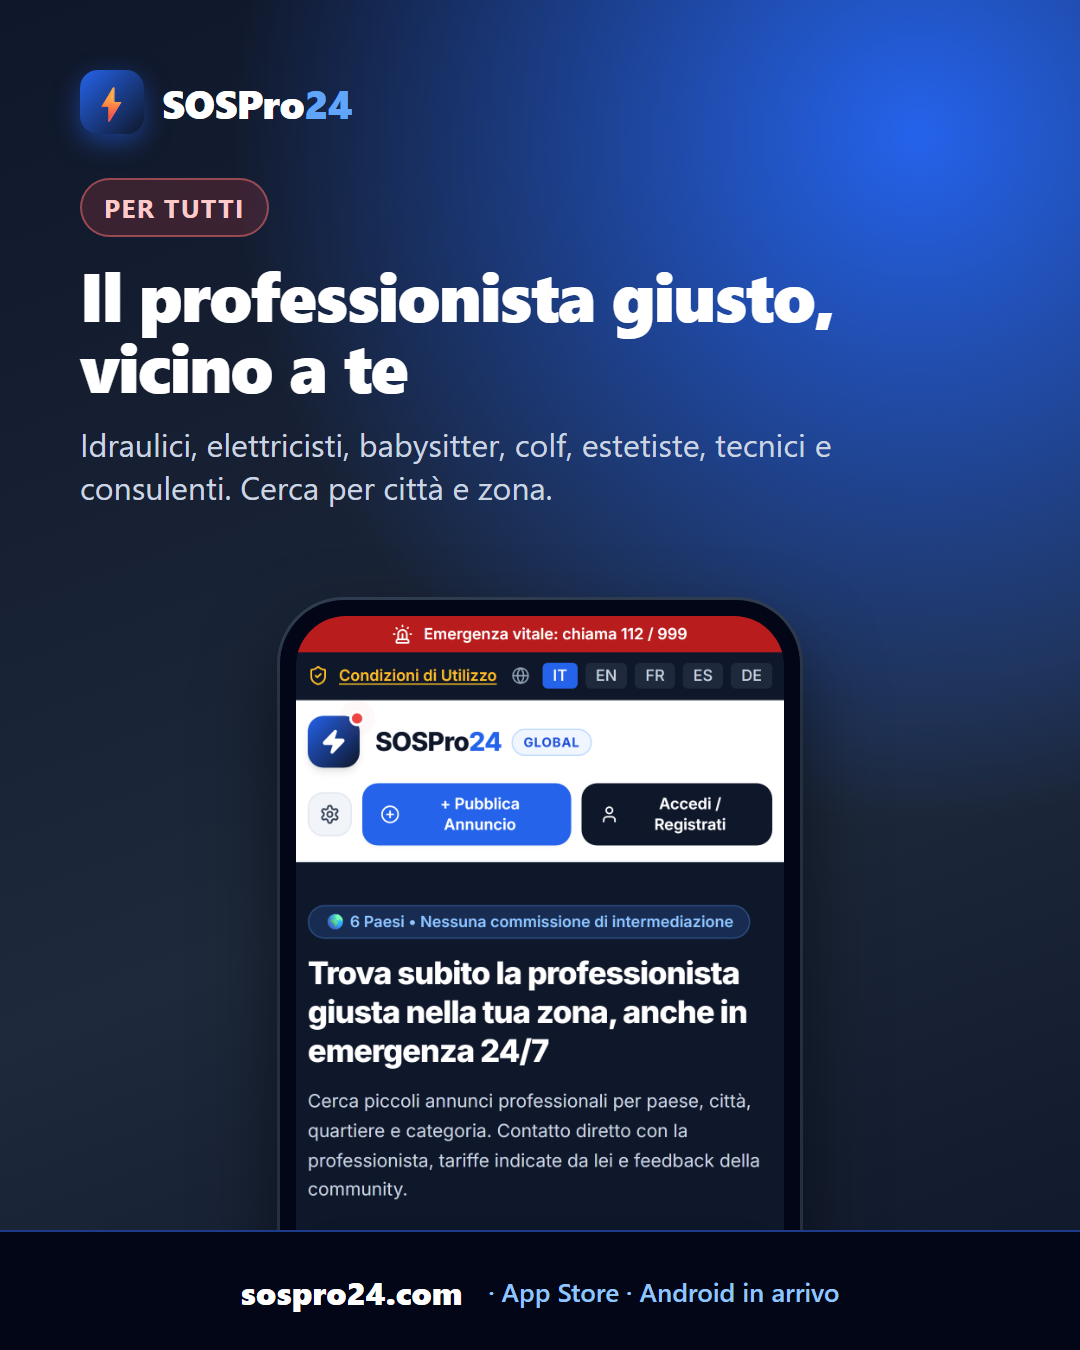 SOSPro24
PER TUTTI
Il professionista giusto,
vicino a te
Idraulici, elettricisti, babysitter, colf, estetiste, tecnici e
consulenti. Cerca per città e zona.
Emergenza vitale: chiama 112 / 999
Condizioni di Utilizzo IT EN FR ES DE
SOSPro24 GLOBAL
+ Pubblica
Annuncio
Accedi /
Registrati
6 Paesi • Nessuna commissione di intermediazione
Trova subito la professionista
giusta nella tua zona, anche in
emergenza 24/7
Cerca piccoli annunci professionali per paese, città,
quartiere e categoria. Contatto diretto con la
professionista, tariffe indicate da lei e feedback della
community.
sospro24.com · App Store · Android in arrivo